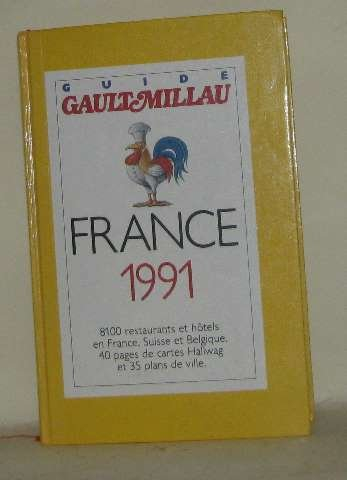 GUIDE
GAULT-MILLAU
FRANCE
1991
8100 restaurants et hôtels
en France, Suisse et Belgique.
40 pages de cartes Hallwag
et 35 plans de ville.